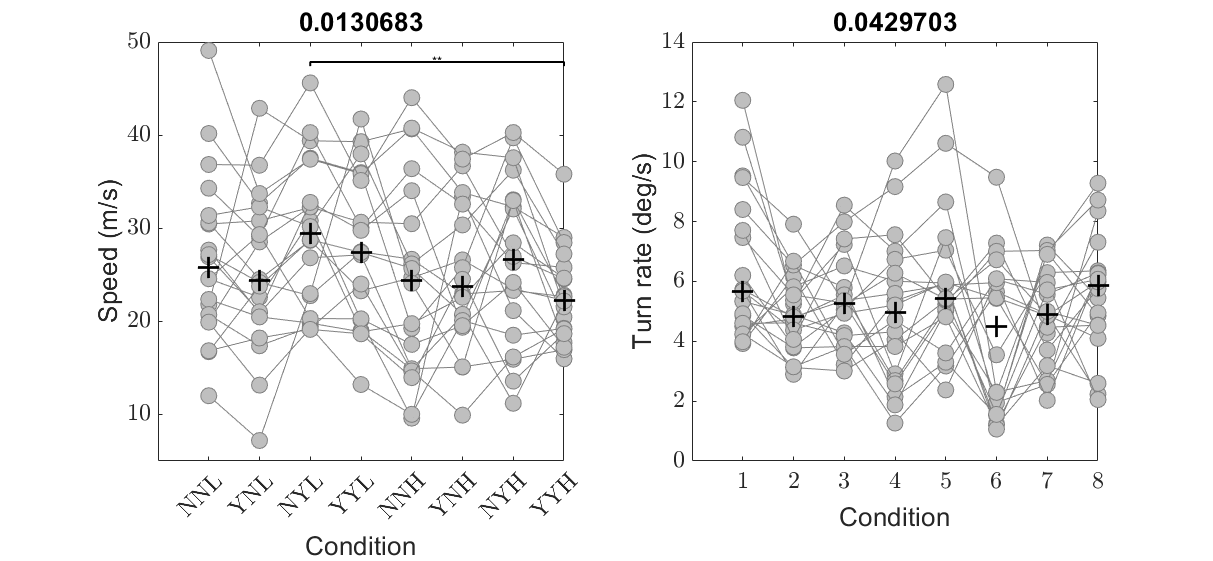 0.0130683
50
40
30
20
10
**
Speed (m/s)
NNL YNL NYL YYL NNH YNH NYH YYH
Condition
0.0429703
14
12
10
8
6
4
2
0
Turn rate (deg/s)
1 2 3 4 5 6 7 8
Condition